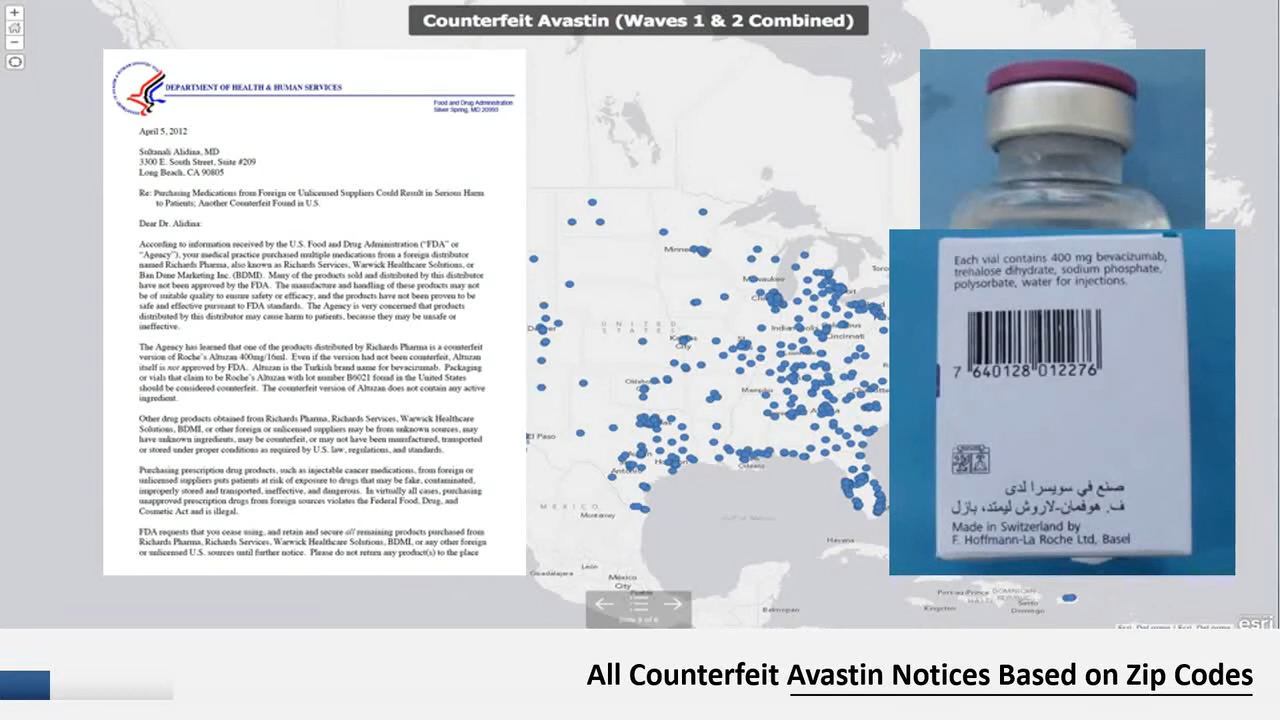 Counterfeit Avastin (Waves 1 & 2 Combined)
DEPARTMENT OF HEALTH & HUMAN SERVICES
Food and Drug Administration
Silver Spring, MD 20993
April 5, 2012
Soltanali Alidina, MD
3300 E. South Street, Suite #209
Long Beach, CA 90805
Re: Purchasing Medications from Foreign or Unlicensed Suppliers Could Result in Serious Harm
to Patients; Another Counterfeit Found in U.S.
Dear Dr. Alidina:
According to information received by the U.S. Food and Drug Administration ("FDA" or
"Agency"), your medical practice purchased multiple medications from a foreign distributor
named Richards Pharma, also known as Richards Services, Warwick Healthcare Solutions, or
Ban Dune Marketing Inc. (BDMI). Many of the products sold and distributed by this distributor
have not been approved by the FDA. The manufacture and handling of these products may not
be of suitable quality to ensure safety or efficacy, and the products have not been proven to be
safe and effective pursuant to FDA standards. The Agency is very concerned that products
distributed by this distributor may cause harm to patients, because they may be unsafe or
ineffective.
The Agency has learned that one of the products distributed by Richards Pharma is a counterfeit
version of Roche's Altuzan 400mg/16ml. Even if the version had not been counterfeit, Altuzan
itself is not approved by FDA. Altuzan is the Turkish brand name for bevacizumab. Packaging
or vials that claim to be Roche's Altuzan with lot number B6021 found in the United States
should be considered counterfeit. The counterfeit version of Altuzan does not contain any active
ingredient.
Other drug products obtained from Richards Pharma, Richards Services, Warwick Healthcare
Solutions, BDMI, or other foreign or unlicensed suppliers may be from unknown sources, may
have unknown ingredients, may be counterfeit, or may not have been manufactured, transported
or stored under proper conditions as required by U.S. law, regulations, and standards.
Purchasing prescription drug products, such as injectable cancer medications, from foreign or
unlicensed suppliers puts patients at risk of exposure to drugs that may be fake, contaminated,
improperly stored and transported, ineffective, and dangerous. In virtually all cases, purchasing
unapproved prescription drugs from foreign sources violates the Federal Food, Drug, and
Cosmetic Act and is illegal.
FDA requests that you cease using, and retain and secure all remaining products purchased from
Richards Pharma, Richards Services, Warwick Healthcare Solutions, BDMI, or any other foreign
or unlicensed U.S. sources until further notice. Please do not return any product(s) to the place
Each vial contains 400 mg bevacizumab,
trehalose dihydrate, sodium phosphate,
polysorbate, water for injections.
7 640128 012276
صنع في سويسرا لدى
ف. هوفمان-لاروش ليمتد، بازل
Made in Switzerland by
F. Hoffmann-La Roche Ltd, Basel
UNITED
STATES
Milwaukee
Kansas
City
Cincinnati
El Paso
MEXICO
Monterrey
Gulf of Mexico
Havana
León
Guadalajara
México
City
Belmopan
Port-au-Prince
DOMINICAN
Kingston
Santo
Domingo
esri
All Counterfeit Avastin Notices Based on Zip Codes